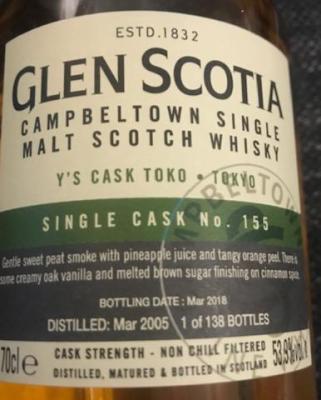 ESTD.1832
GLEN SCOTIA
CAMPBELTOWN SINGLE
MALT SCOTCH WHISKY
Y'S CASK TOKO • TOKYO
SINGLE CASK No. 155
Gentle sweet peat smoke with pineapple juice and tangy orange peel. There is
some creamy oak vanilla and melted brown sugar finishing on cinnamon spice.
BOTTLING DATE: Mar 2018
DISTILLED: Mar 2005 1 of 138 BOTTLES
70cl e CASK STRENGTH - NON CHILL FILTERED 53.9%vol
DISTILLED, MATURED & BOTTLED IN SCOTLAND